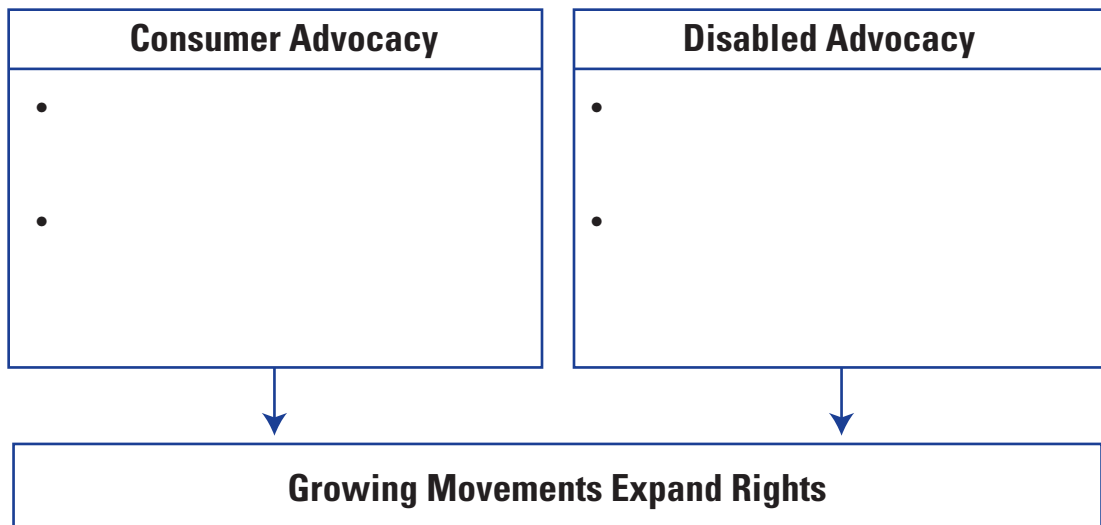 Consumer Advocacy
Disabled Advocacy
•
•
•
•
Growing Movements Expand Rights